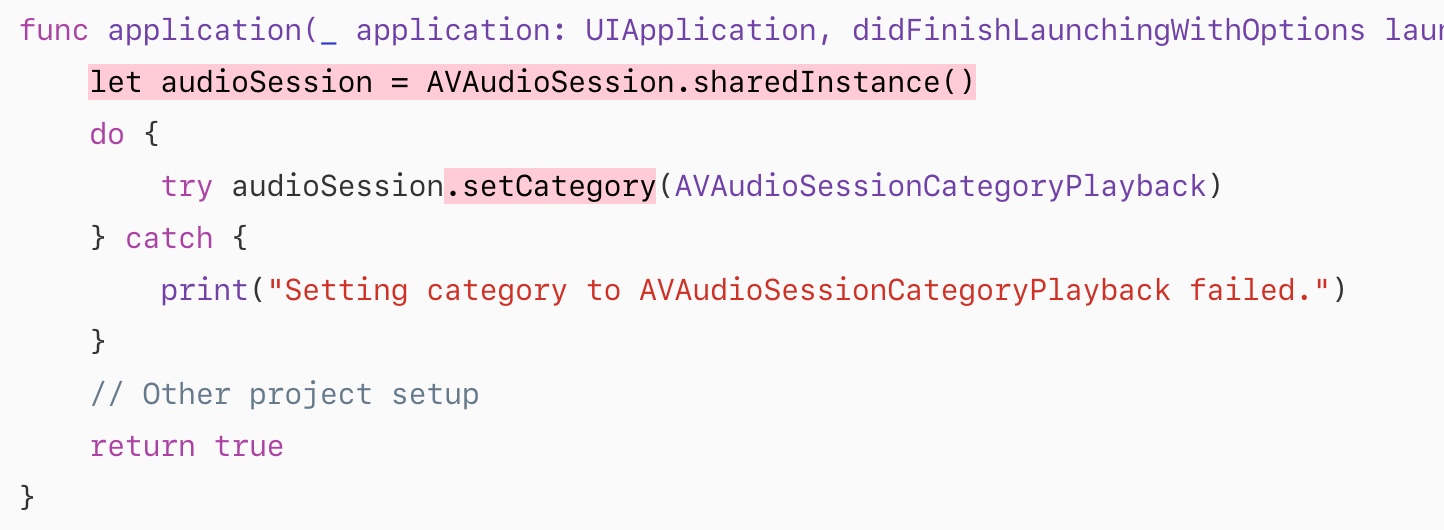 func application(_ application: UIApplication, didFinishLaunchingWithOptions
let audioSession = AVAudioSession.sharedInstance()
do {
try audioSession.setCategory(AVAudioSessionCategoryPlayback)
} catch {
print("Setting category to AVAudioSessionCategoryPlayback failed.")
}
// Other project setup
return true
}